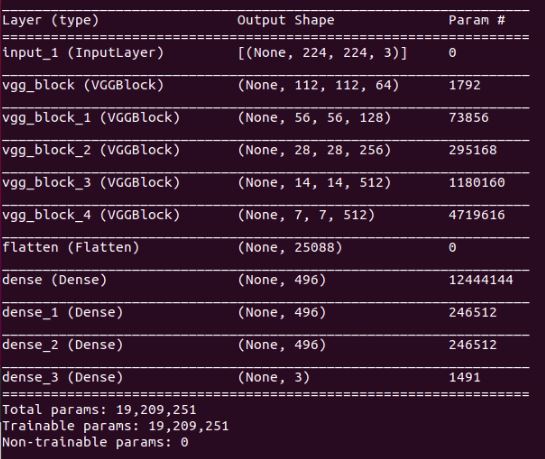 Layer (type) Output Shape Param #
input_1 (InputLayer) [(None, 224, 224, 3)] 0
vgg_block (VGGBlock) (None, 112, 112, 64) 1792
vgg_block_1 (VGGBlock) (None, 56, 56, 128) 73856
vgg_block_2 (VGGBlock) (None, 28, 28, 256) 295168
vgg_block_3 (VGGBlock) (None, 14, 14, 512) 1180160
vgg_block_4 (VGGBlock) (None, 7, 7, 512) 4719616
flatten (Flatten) (None, 25088) 0
dense (Dense) (None, 496) 12444144
dense_1 (Dense) (None, 496) 246512
dense_2 (Dense) (None, 496) 246512
dense_3 (Dense) (None, 3) 1491
Total params: 19,209,251
Trainable params: 19,209,251
Non-trainable params: 0